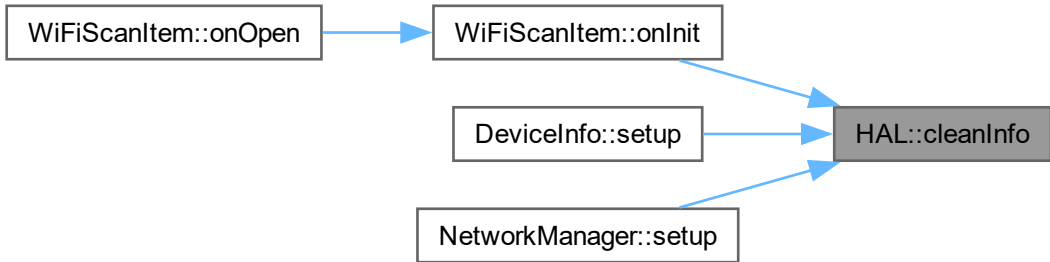 WiFiScanItem::onOpen
WiFiScanItem::onInit
DeviceInfo::setup
HAL::cleanInfo
NetworkManager::setup